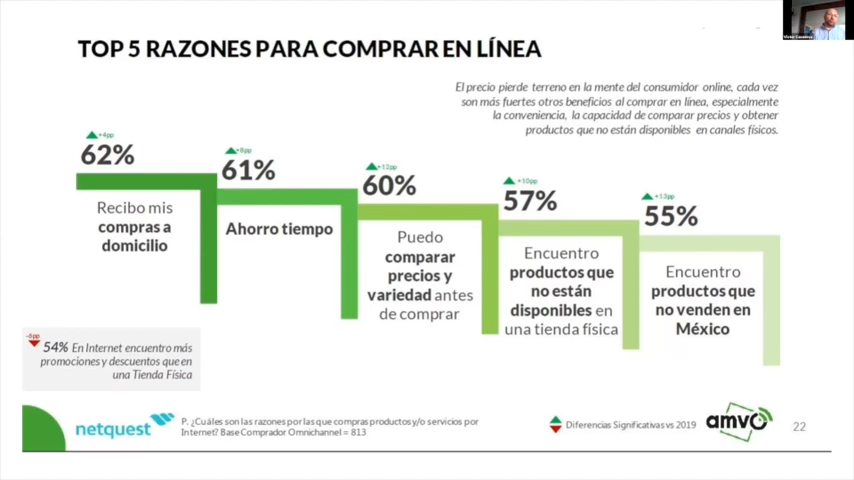 TOP 5 RAZONES PARA COMPRAR EN LÍNEA
El precio pierde terreno en la mente del consumidor online, cada vez
son más fuertes otros beneficios al comprar en línea, especialmente
la conveniencia, la capacidad de comparar precios y obtener
productos que no están disponibles en canales físicos.
+4pp
62%
Recibo mis
compras a
domicilio
+8pp
61%
Ahorro tiempo
+12pp
60%
Puedo
comparar
precios y
variedad antes
de comprar
+10pp
57%
Encuentro
productos que
no están
disponibles en
una tienda física
+13pp
55%
Encuentro
productos que
no venden en
México
54% En Internet encuentro más
promociones y descuentos que en
una Tienda Física
netquest
P. ¿Cuáles son las razones por las que compras productos y/o servicios por
Internet? Base Comprador Omnichannel = 813
Diferencias Significativas vs 2019
amvo
22